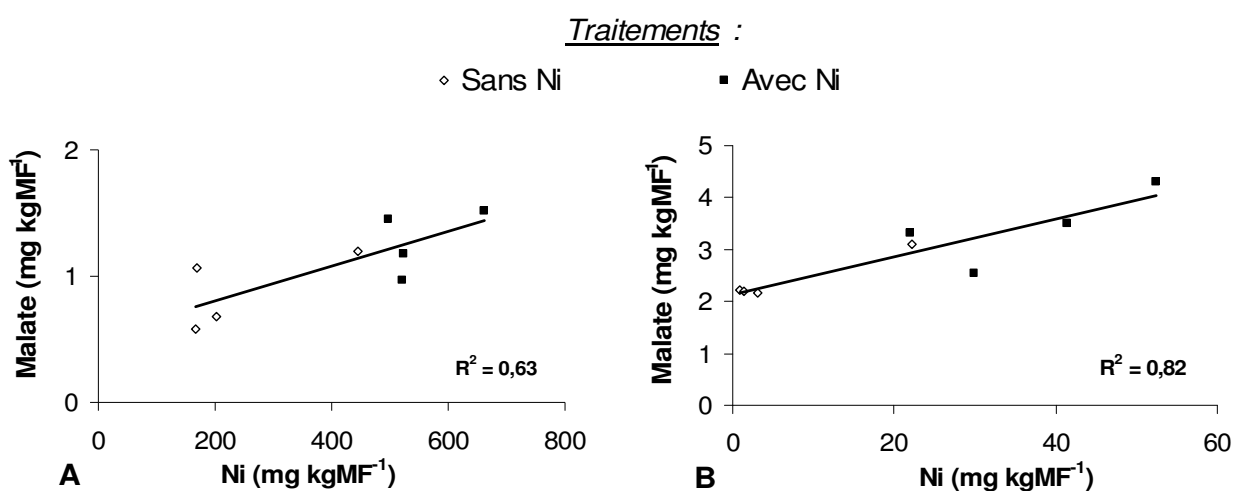 Traitements :
Sans Ni
Avec Ni
Malate (mg kgMF⁻¹)
2
1
0
0 200 400 600 800
R² = 0,63
A
Ni (mg kgMF⁻¹)
Malate (mg kgMF⁻¹)
5
4
3
2
1
0
0 20 40 60
R² = 0,82
B
Ni (mg kgMF⁻¹)